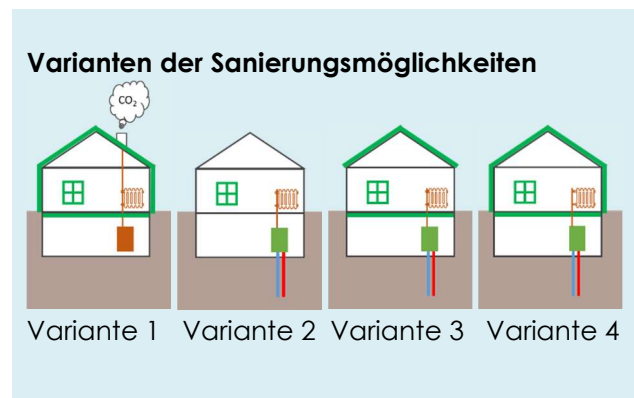 Varianten der Sanierungsmöglichkeiten
CO₂
Variante 1 Variante 2 Variante 3 Variante 4